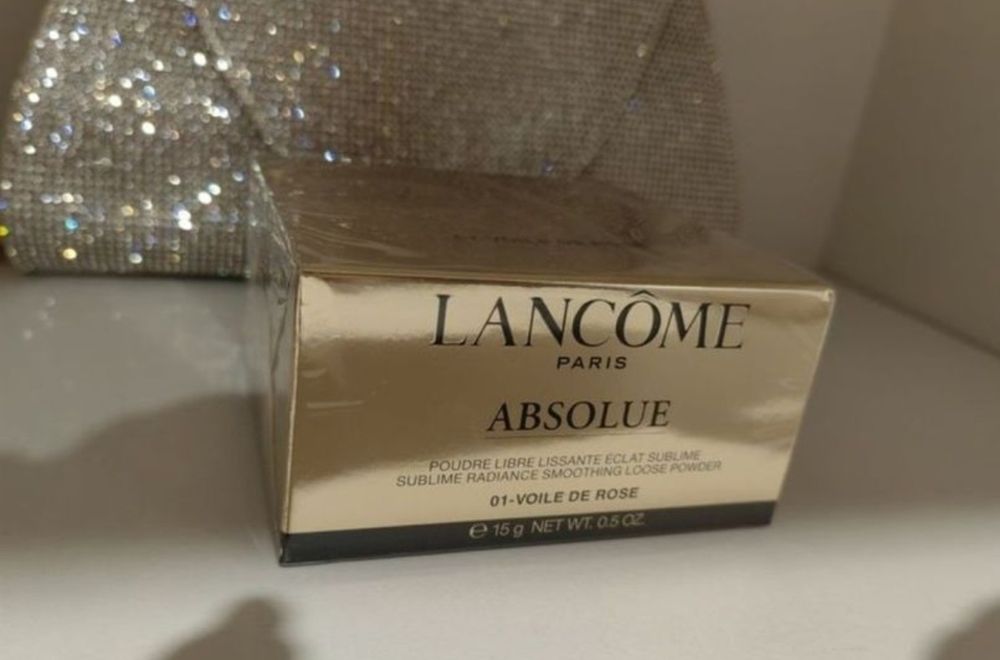 LANCÔME
PARIS
ABSOLUE
POUDRE LIBRE LISSANTE ÉCLAT SUBLIME
SUBLIME RADIANCE SMOOTHING LOOSE POWDER
01-VOILE DE ROSE
℮ 15 g NET WT. 0.5 OZ.